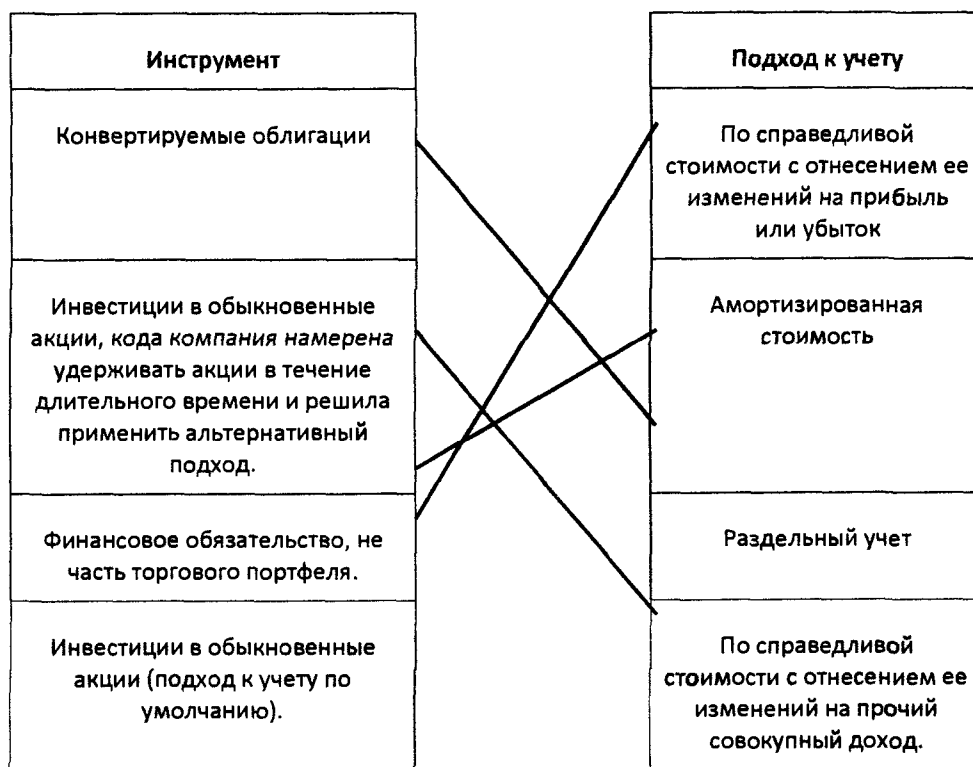 Инструмент
Конвертируемые облигации
Инвестиции в обыкновенные
акции, кода компания намерена
удерживать акции в течение
длительного времени и решила
применить альтернативный
подход.
Финансовое обязательство, не
часть торгового портфеля.
Инвестиции в обыкновенные
акции (подход к учету по
умолчанию).
Подход к учету
По справедливой
стоимости с отнесением ее
изменений на прибыль
или убыток
Амортизированная
стоимость
Раздельный учет
По справедливой
стоимости с отнесением ее
изменений на прочий
совокупный доход.